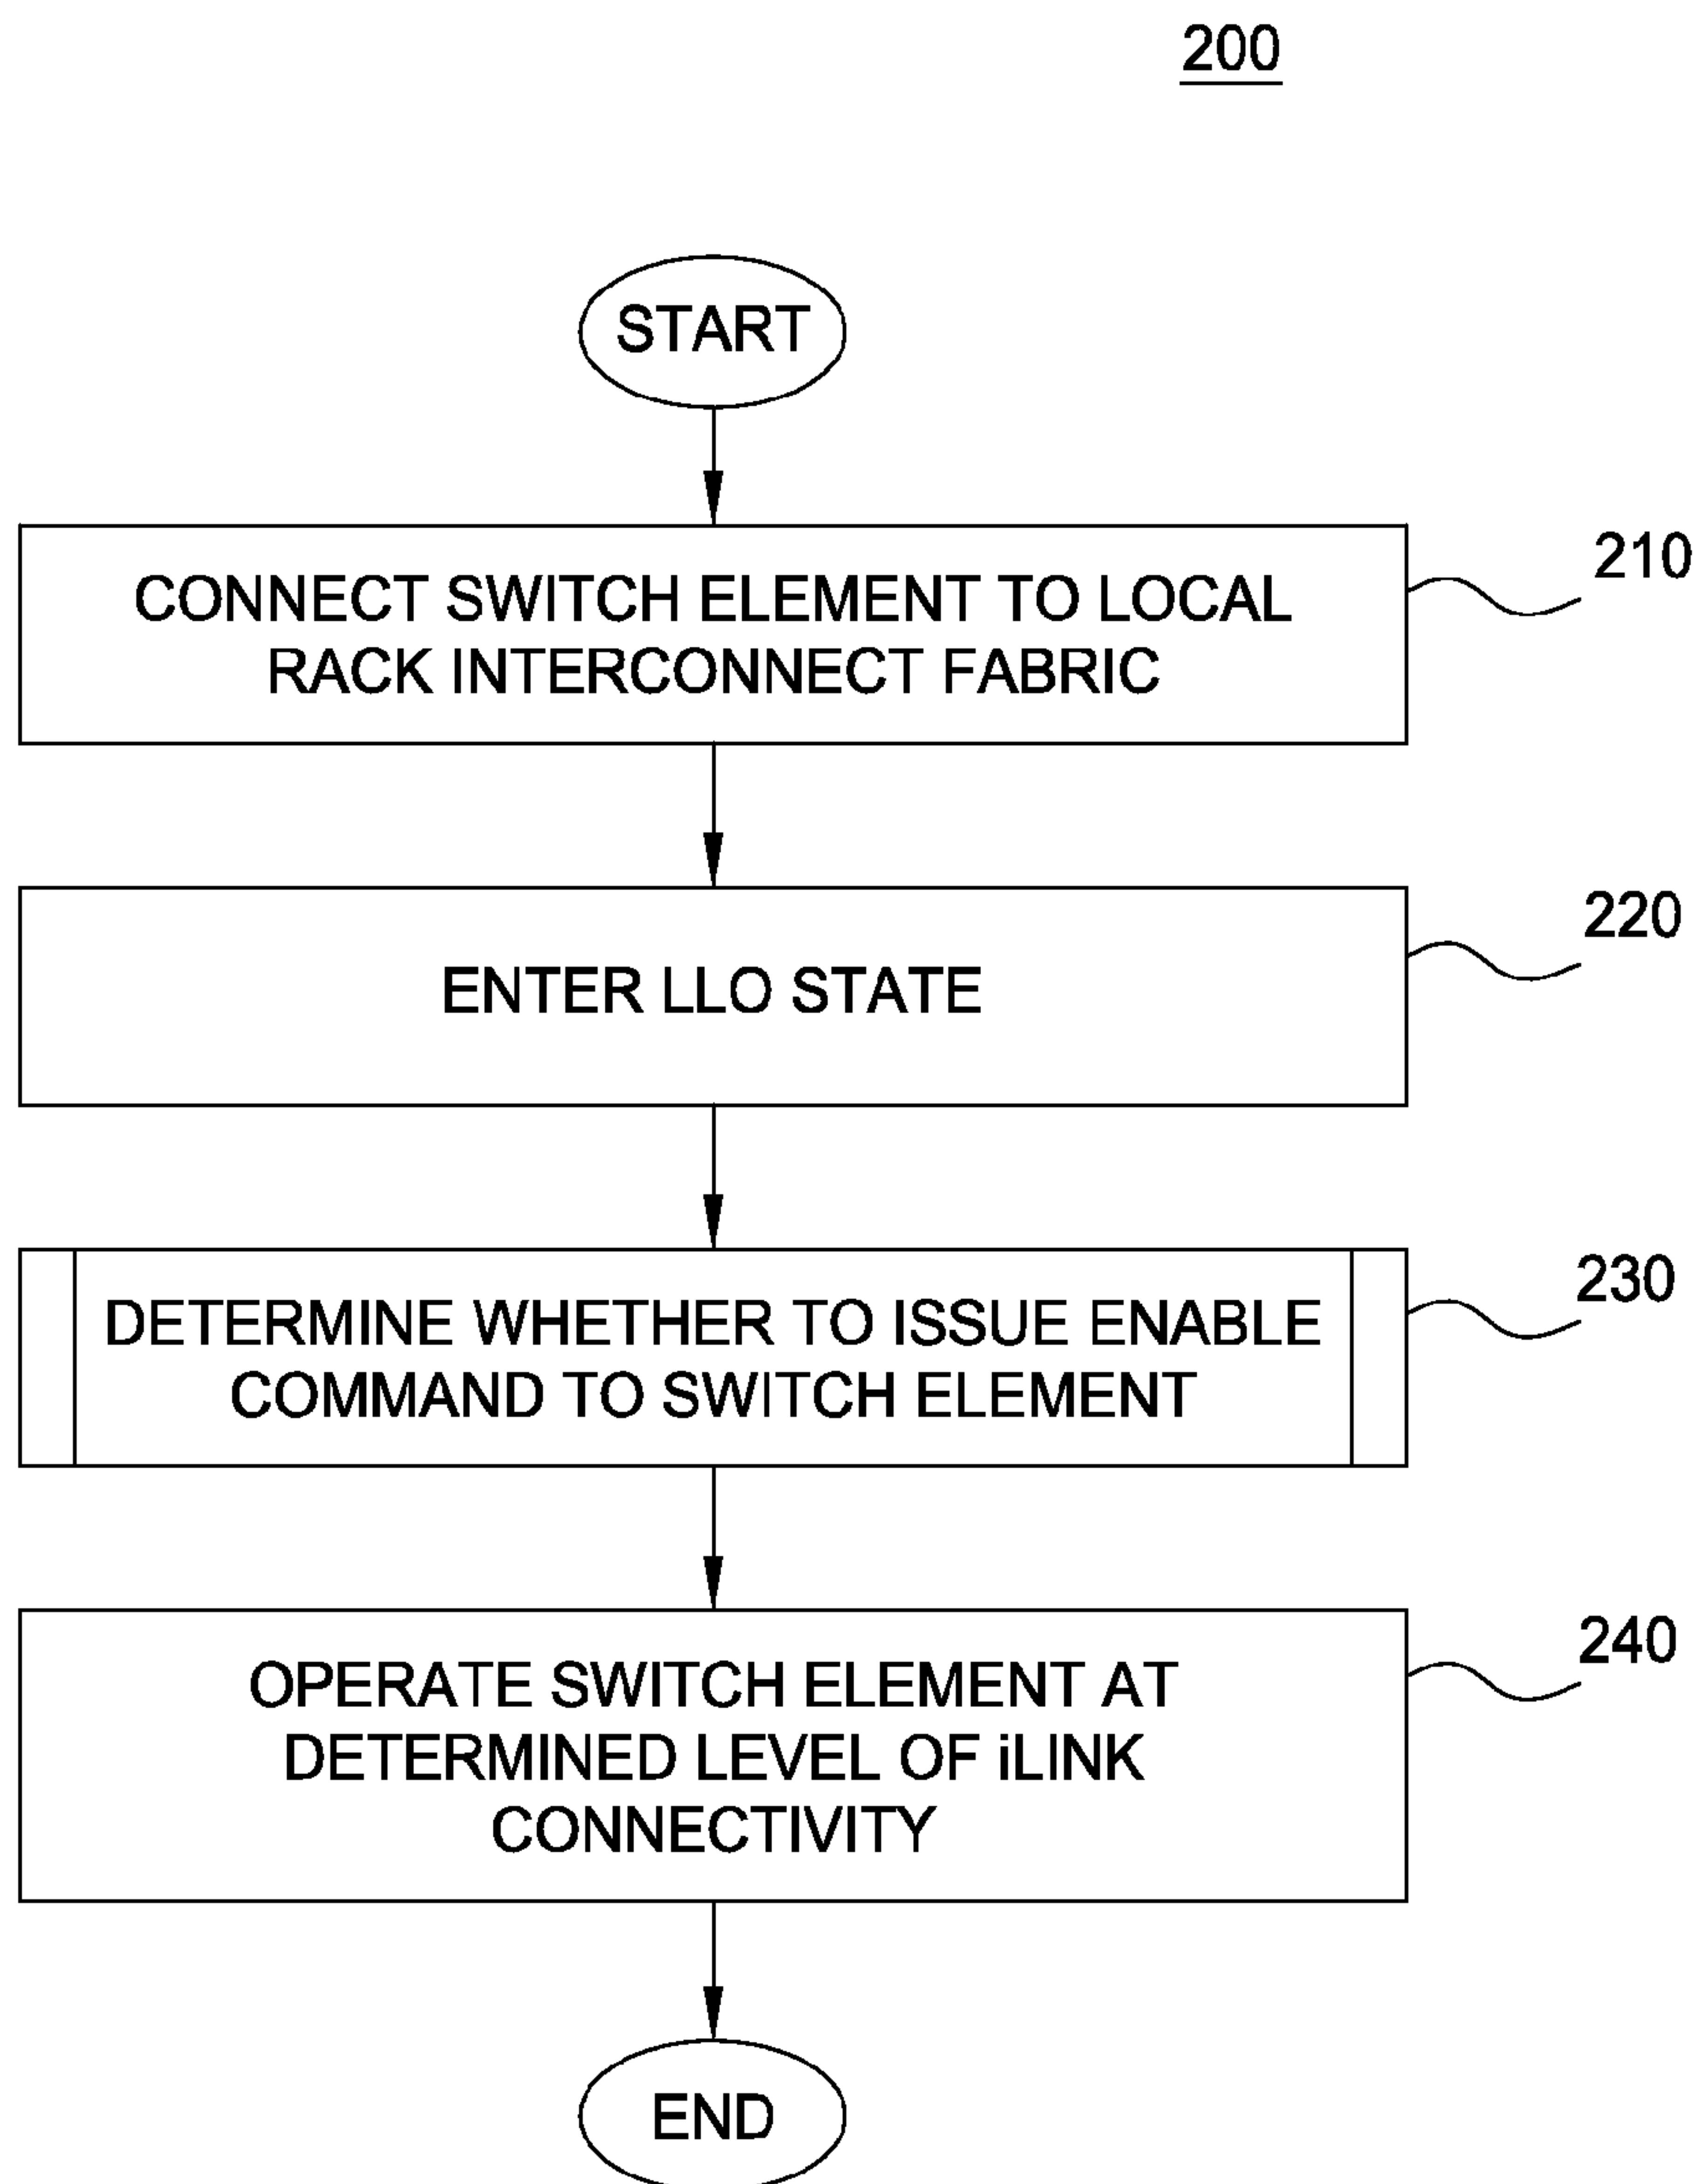 200
START
CONNECT SWITCH ELEMENT TO LOCAL
RACK INTERCONNECT FABRIC
210
ENTER LLO STATE
220
DETERMINE WHETHER TO ISSUE ENABLE
COMMAND TO SWITCH ELEMENT
230
OPERATE SWITCH ELEMENT AT
DETERMINED LEVEL OF iLINK
CONNECTIVITY
240
END